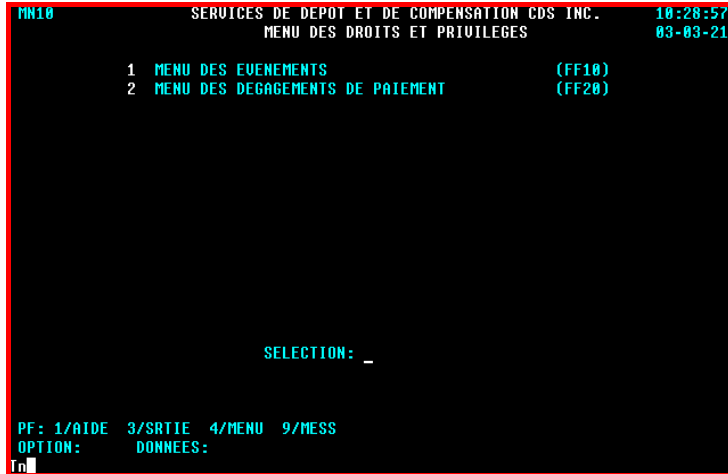 MN10 SERVICES DE DEPOT ET DE COMPENSATION CDS INC. 10:28:57
MENU DES DROITS ET PRIVILEGES 03-03-21
1 MENU DES EVENEMENTS (FF10)
2 MENU DES DEGAGEMENTS DE PAIEMENT (FF20)
SELECTION: _
PF: 1/AIDE 3/SRTIE 4/MENU 9/MESS
OPTION: DONNEES:
Tn